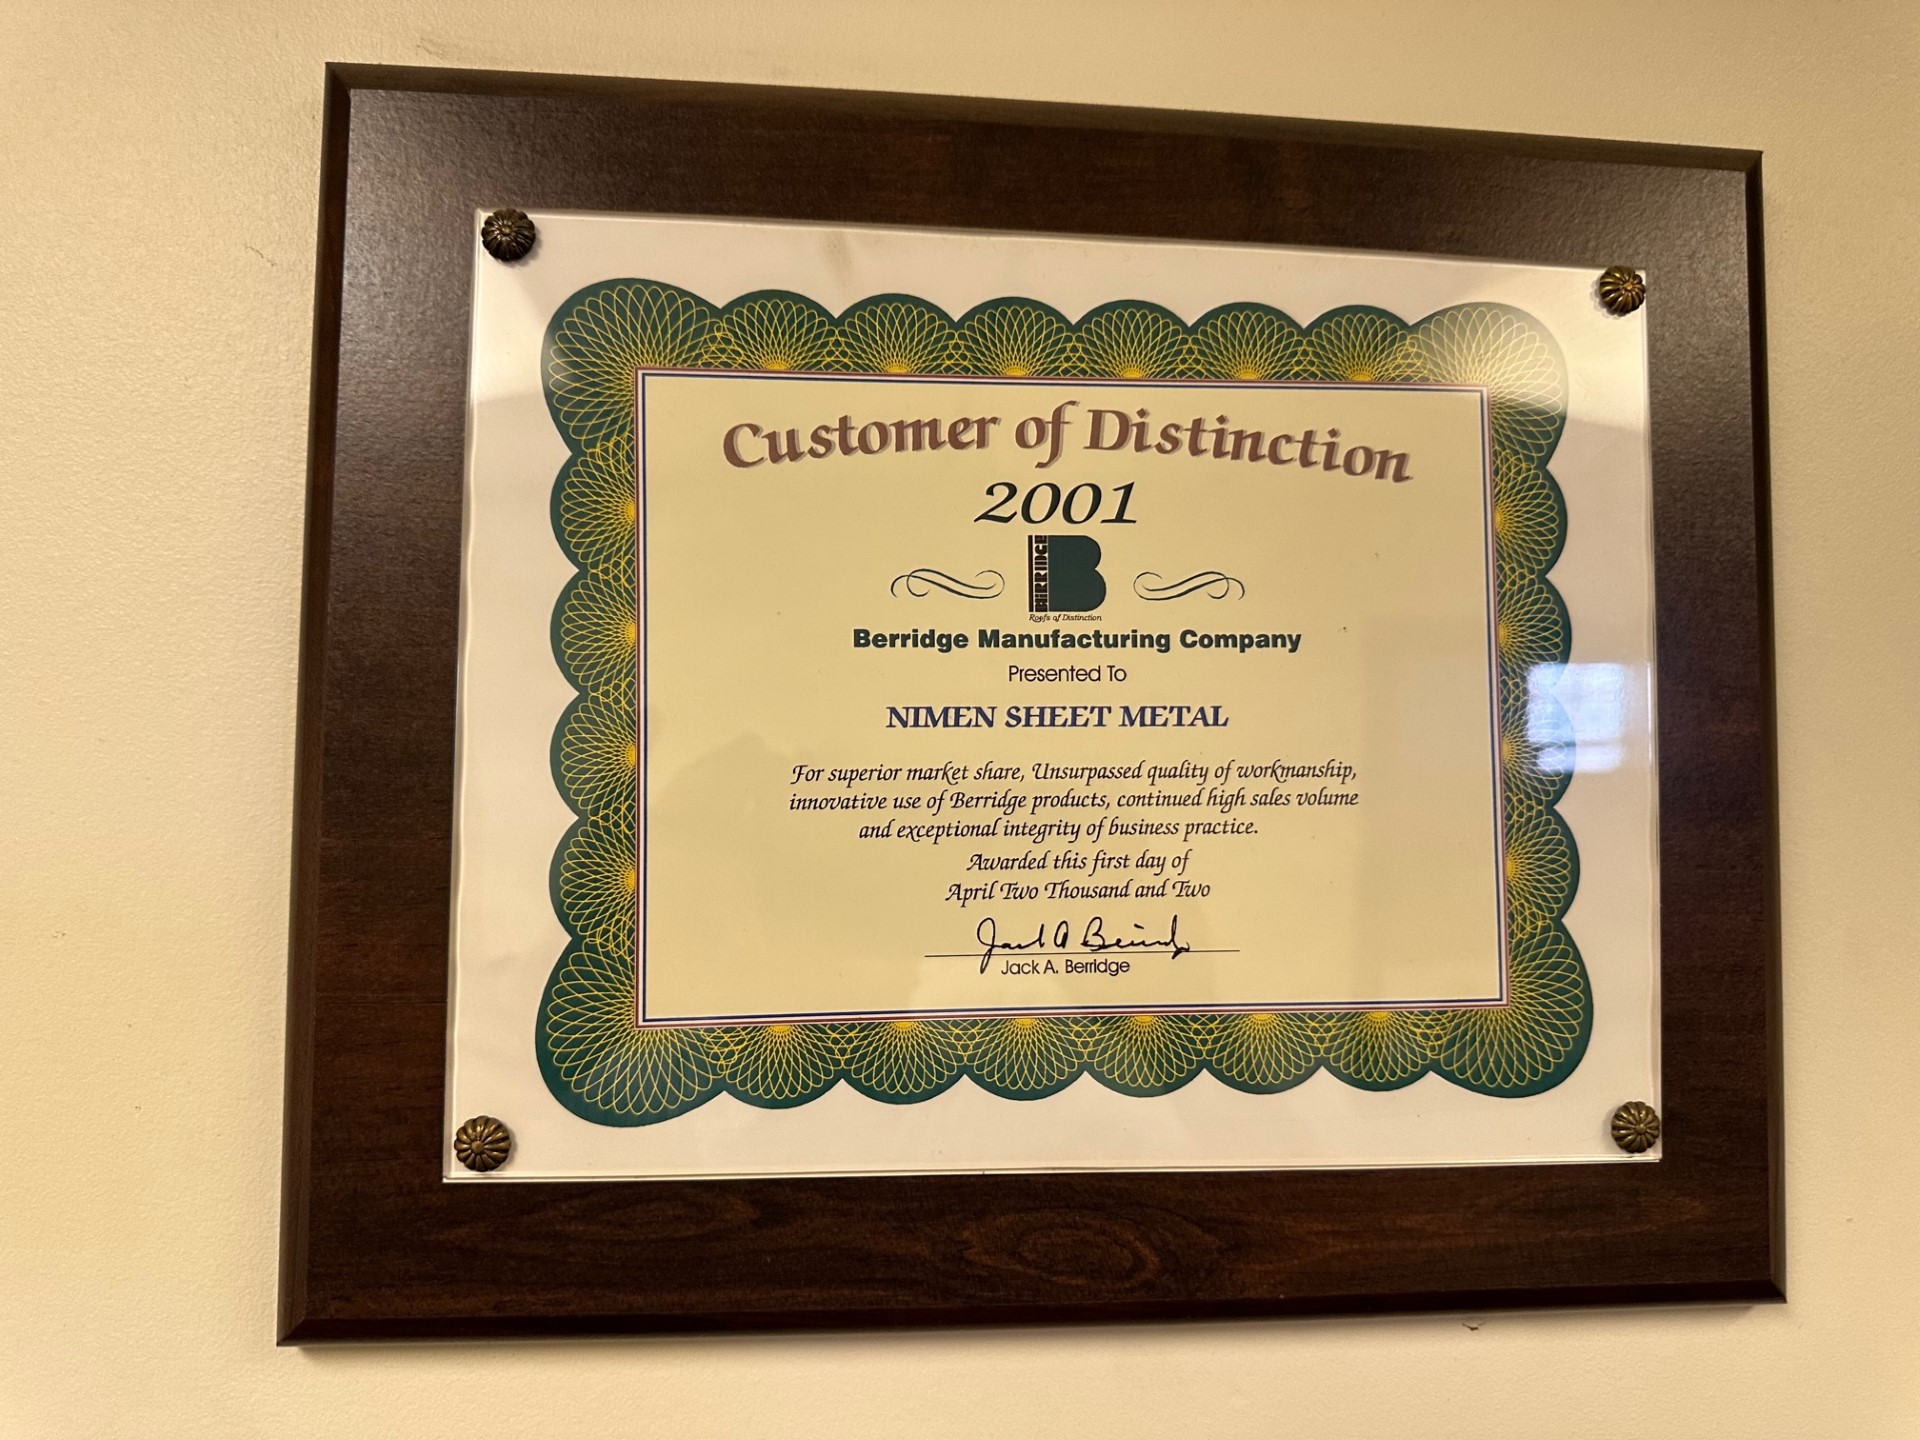 Customer of Distinction
2001
BERRIDGE
B
Roofs of Distinction
Berridge Manufacturing Company
Presented To
NIMEN SHEET METAL
For superior market share, Unsurpassed quality of workmanship,
innovative use of Berridge products, continued high sales volume
and exceptional integrity of business practice.
Awarded this first day of
April Two Thousand and Two
Jack A Berridge
Jack A. Berridge